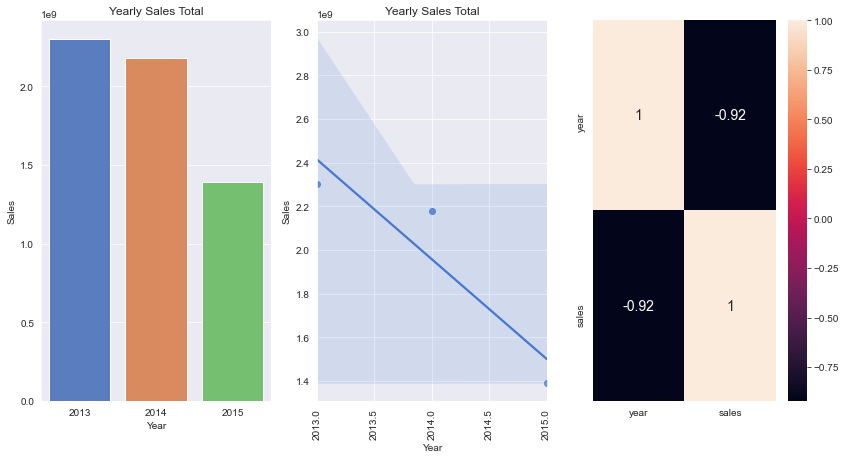 Yearly Sales Total
1e9
2.0
1.5
1.0
0.5
0.0
Sales
2013 2014 2015
Year
Yearly Sales Total
1e9
3.0
2.8
2.6
2.4
2.2
2.0
1.8
1.6
1.4
Sales
2013.0 2013.5 2014.0 2014.5 2015.0
Year
year
sales
1 -0.92
-0.92 1
year sales
1.00
0.75
0.50
0.25
0.00
−0.25
−0.50
−0.75